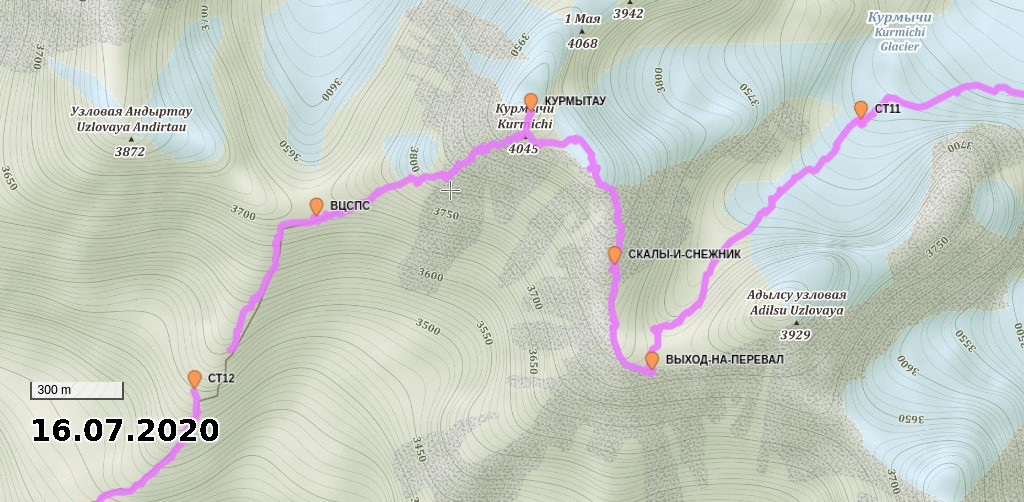 3942
1 Мая
4068
3950
3700
3700
Курмычи
Kurmichi
Glacier
3800
3750
3600
КУРМЫТАУ
Курмычи
Kurmichi
4045
СТ11
Узловая Андыртау
Uzlovaya Andirtau
3872
3650
3800
3700
3650
ВЦСПС
3700
3750
3750
СКАЛЫ-И-СНЕЖНИК
3600
3700
Адылсу узловая
Adilsu Uzlovaya
3929
3500
3550
3550
3650
3600
ВЫХОД-НА-ПЕРЕВАЛ
СТ12
300 m
3650
16.07.2020
3450
3700